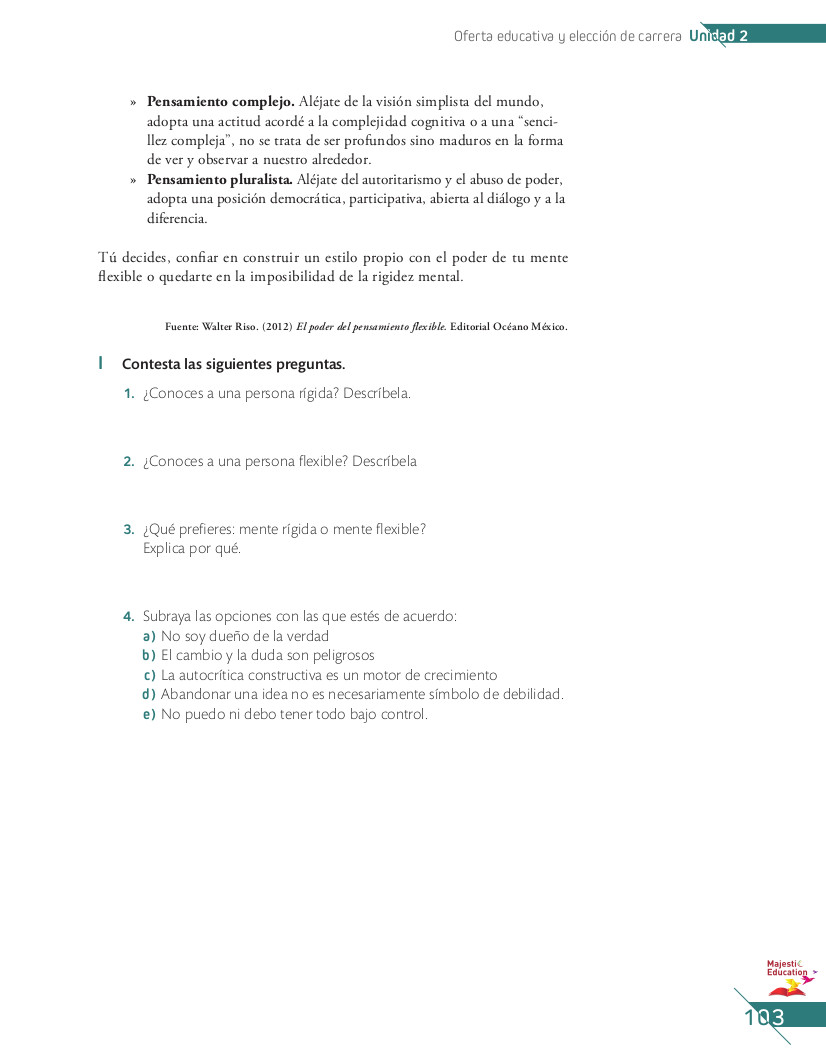 Oferta educativa y elección de carrera Unidad 2
» Pensamiento complejo. Aléjate de la visión simplista del mundo,
adopta una actitud acordé a la complejidad cognitiva o a una “senci-
llez compleja”, no se trata de ser profundos sino maduros en la forma
de ver y observar a nuestro alrededor.
» Pensamiento pluralista. Aléjate del autoritarismo y el abuso de poder,
adopta una posición democrática, participativa, abierta al diálogo y a la
diferencia.
Tú decides, confiar en construir un estilo propio con el poder de tu mente
flexible o quedarte en la imposibilidad de la rigidez mental.
Fuente: Walter Riso. (2012) El poder del pensamiento flexible. Editorial Océano México.
I Contesta las siguientes preguntas.
1. ¿Conoces a una persona rígida? Descríbela.
2. ¿Conoces a una persona flexible? Descríbela
3. ¿Qué prefieres: mente rígida o mente flexible?
Explica por qué.
4. Subraya las opciones con las que estés de acuerdo:
a) No soy dueño de la verdad
b) El cambio y la duda son peligrosos
c) La autocrítica constructiva es un motor de crecimiento
d) Abandonar una idea no es necesariamente símbolo de debilidad.
e) No puedo ni debo tener todo bajo control.
Majestic
Education
103